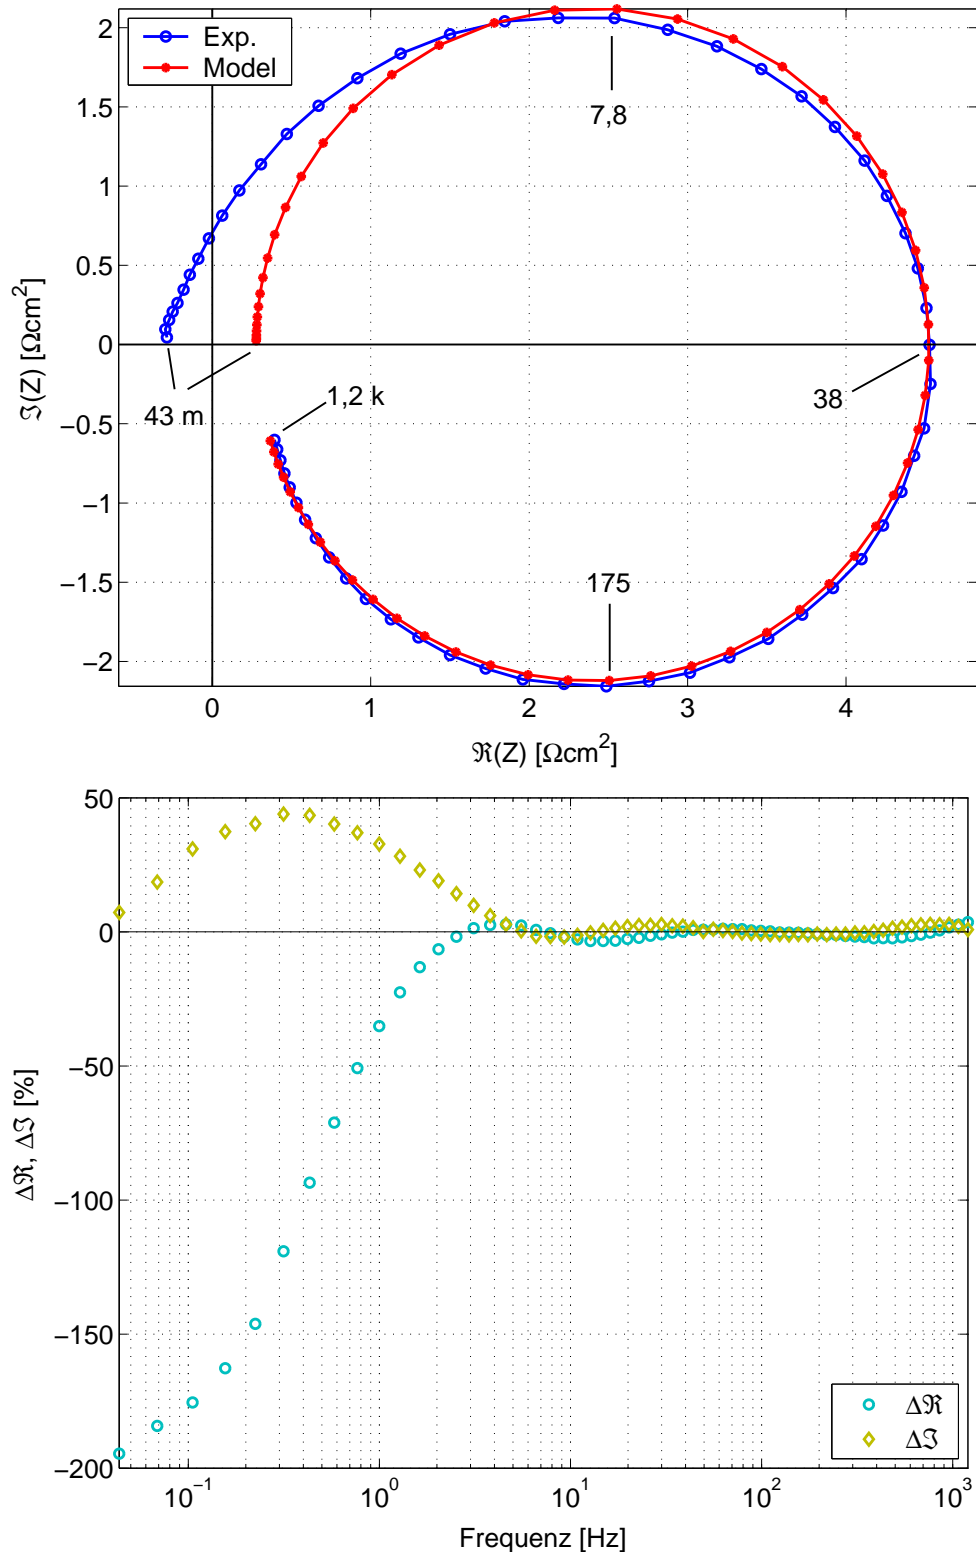 2
1.5
1
0.5
0
−0.5
−1
−1.5
−2
ℑ(Z) [Ωcm²]
Exp.
Model
7,8
43 m
1,2 k
38
175
0 1 2 3 4
ℜ(Z) [Ωcm²]
50
0
−50
−100
−150
−200
Δℜ, Δℑ [%]
Δℜ
Δℑ
10⁻¹ 10⁰ 10¹ 10² 10³
Frequenz [Hz]